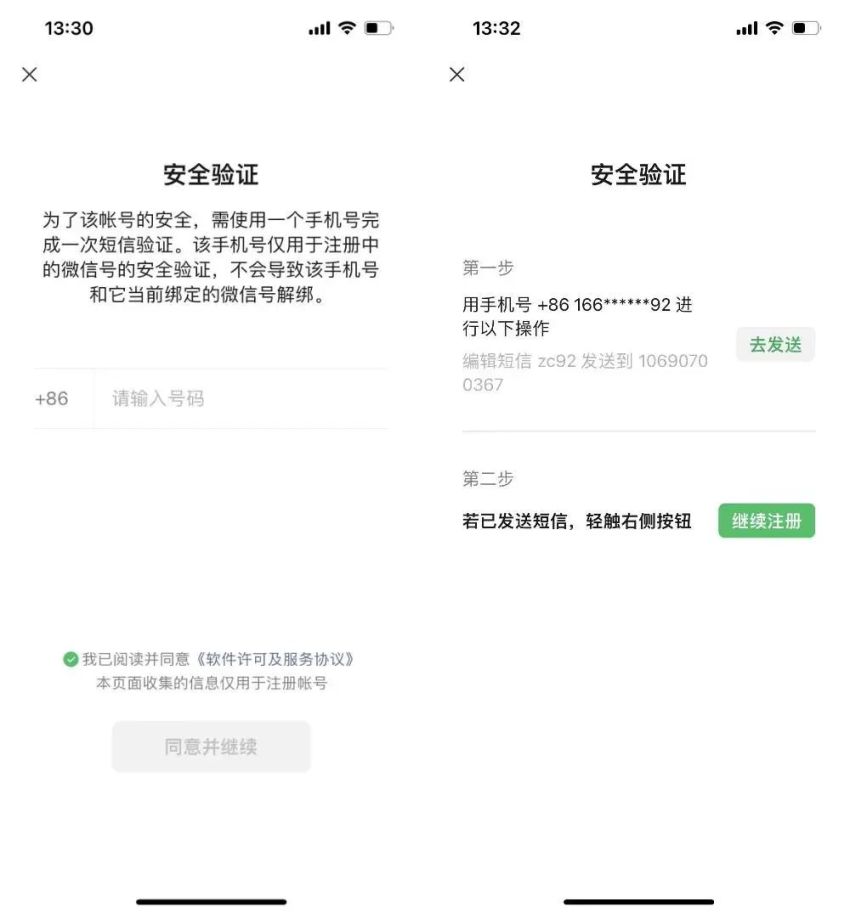 13:30
安全验证
为了该帐号的安全，需使用一个手机号完
成一次短信验证。该手机号仅用于注册中
的微信号的安全验证，不会导致该手机号
和它当前绑定的微信号解绑。
+86 请输入号码
我已阅读并同意《软件许可及服务协议》
本页面收集的信息仅用于注册帐号
同意并继续
13:32
安全验证
第一步
用手机号 +86 166******92 进
行以下操作
去发送
编辑短信 zc92 发送到 1069070
0367
第二步
若已发送短信，轻触右侧按钮 继续注册